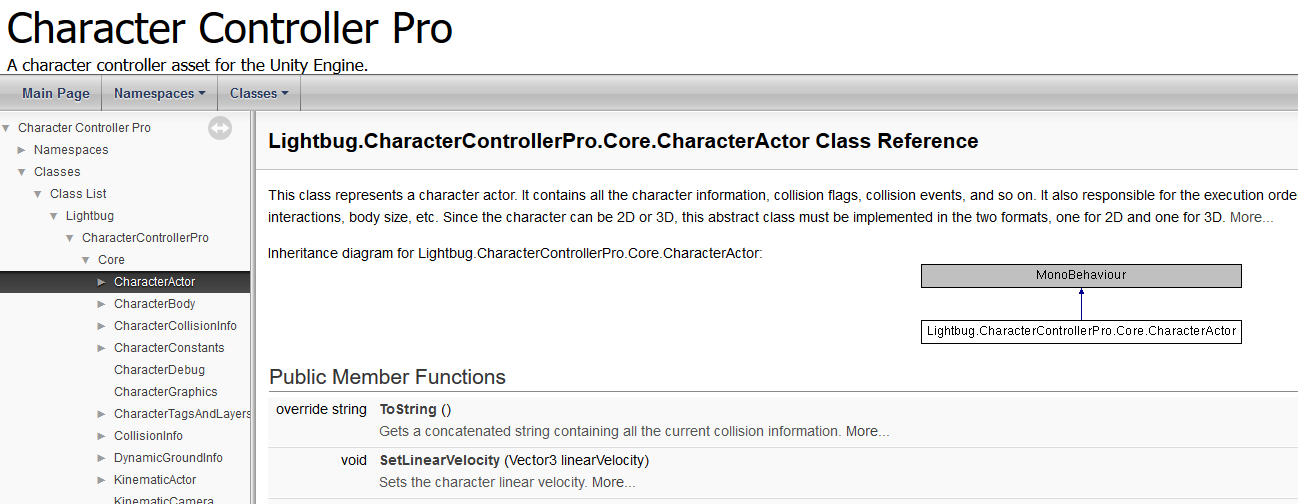 Character Controller Pro
A character controller asset for the Unity Engine.
Main Page
Namespaces
Classes
Character Controller Pro
Namespaces
Classes
Class List
Lightbug
CharacterControllerPro
Core
CharacterActor
CharacterBody
CharacterCollisionInfo
CharacterConstants
CharacterDebug
CharacterGraphics
CharacterTagsAndLayers
CollisionInfo
DynamicGroundInfo
KinematicActor
KinematicCamera
Lightbug.CharacterControllerPro.Core.CharacterActor Class Reference
This class represents a character actor. It contains all the character information, collision flags, collision events, and so on. It also responsible for the execution orde
interactions, body size, etc. Since the character can be 2D or 3D, this abstract class must be implemented in the two formats, one for 2D and one for 3D. More...
Inheritance diagram for Lightbug.CharacterControllerPro.Core.CharacterActor:
MonoBehaviour
Lightbug.CharacterControllerPro.Core.CharacterActor
Public Member Functions
override string ToString ()
Gets a concatenated string containing all the current collision information. More...
void SetLinearVelocity (Vector3 linearVelocity)
Sets the character linear velocity. More...